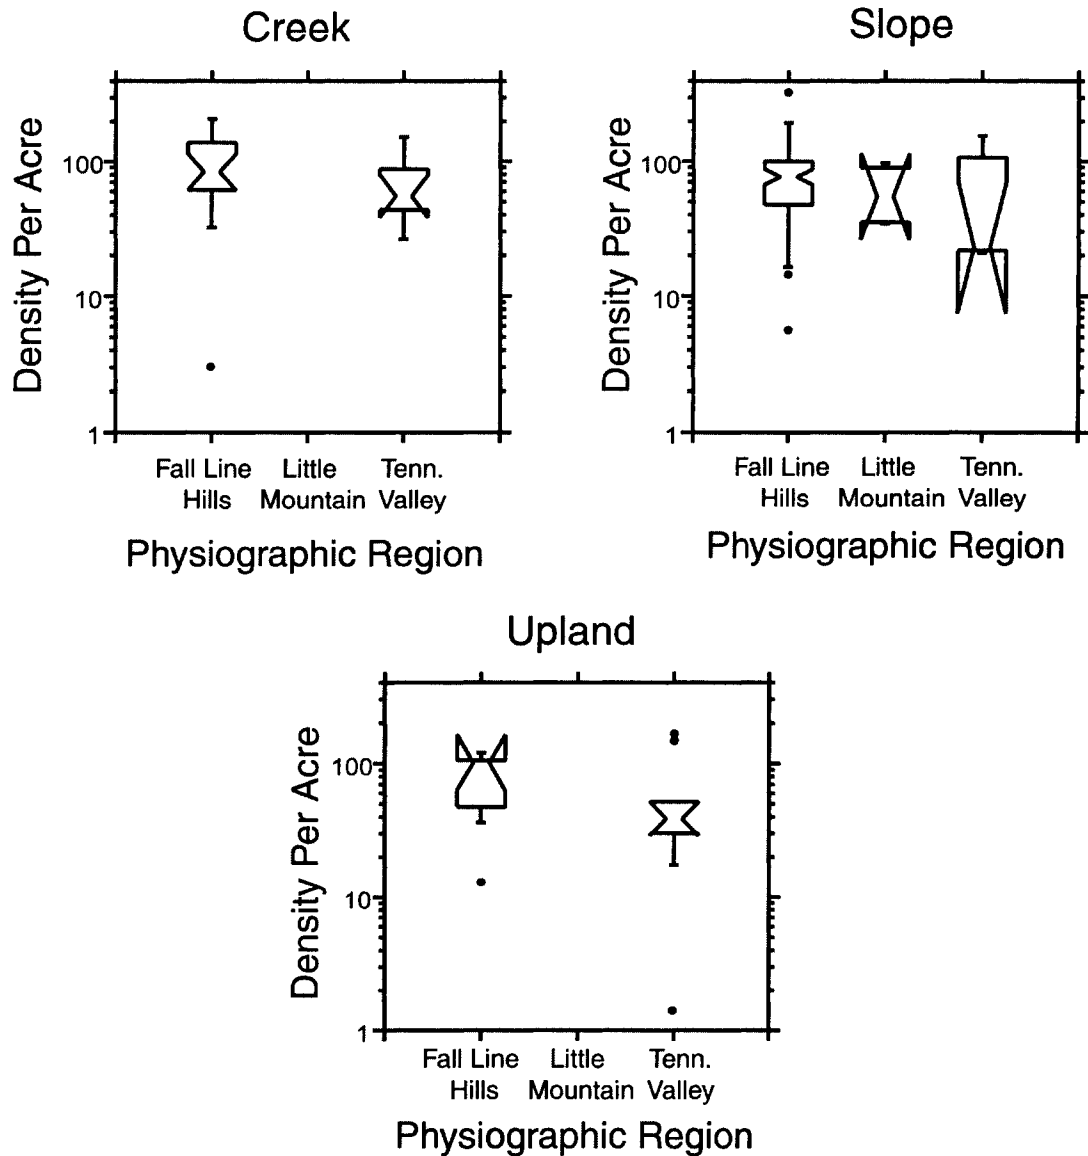 Creek
Density Per Acre
100
10
1
Fall Line Hills
Little Mountain
Tenn. Valley
Physiographic Region
Slope
Density Per Acre
100
10
1
Fall Line Hills
Little Mountain
Tenn. Valley
Physiographic Region
Upland
Density Per Acre
100
10
1
Fall Line Hills
Little Mountain
Tenn. Valley
Physiographic Region